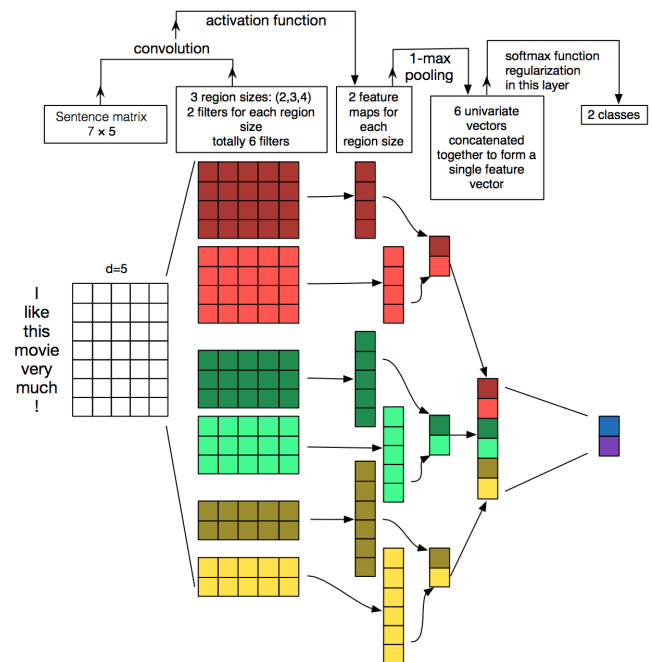 activation function
convolution
1-max
pooling
softmax function
regularization
in this layer
Sentence matrix
7 × 5
3 region sizes: (2,3,4)
2 filters for each region
size
totally 6 filters
2 feature
maps for
each
region size
6 univariate
vectors
concatenated
together to form a
single feature
vector
2 classes
d=5
I
like
this
movie
very
much
!